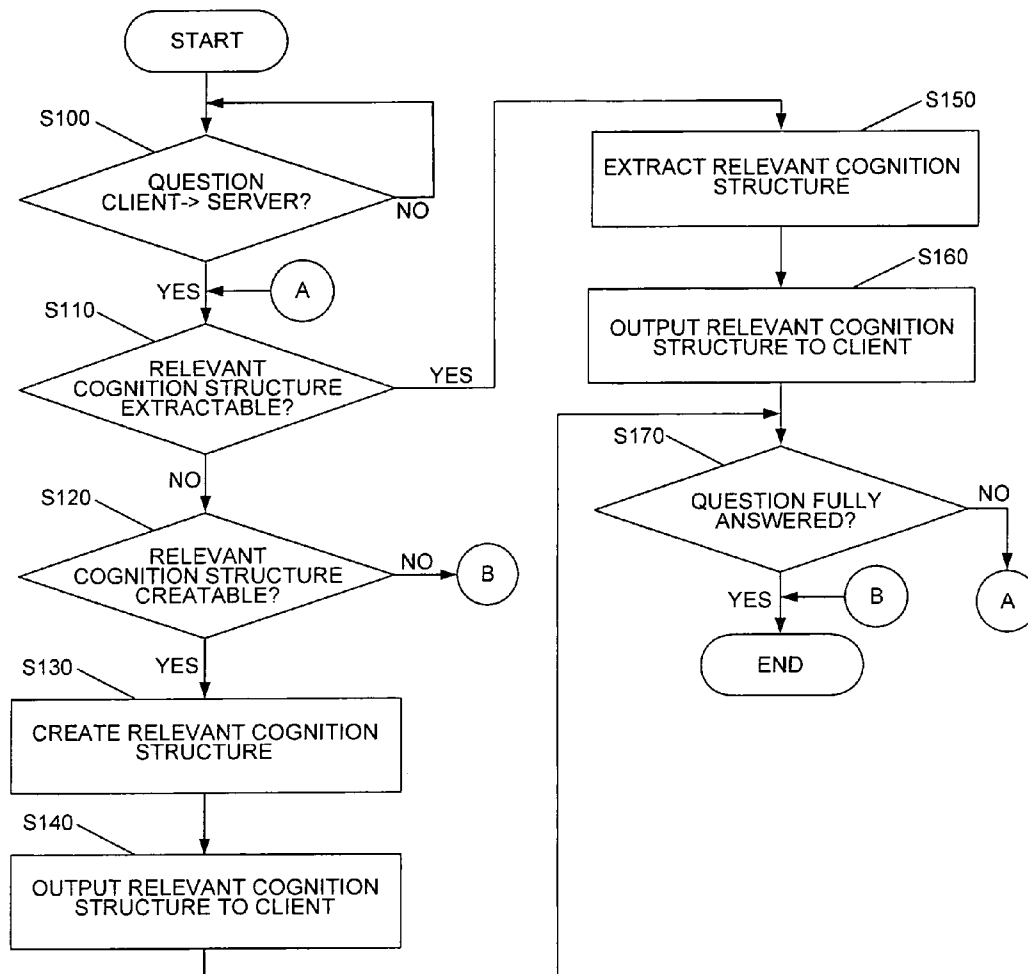 START
S100
QUESTION
CLIENT-> SERVER?
NO
YES
A
S110
RELEVANT
COGNITION STRUCTURE
EXTRACTABLE?
YES
NO
S120
RELEVANT
COGNITION STRUCTURE
CREATABLE?
NO
B
YES
S130
CREATE RELEVANT COGNITION
STRUCTURE
S140
OUTPUT RELEVANT COGNITION
STRUCTURE TO CLIENT
S150
EXTRACT RELEVANT COGNITION
STRUCTURE
S160
OUTPUT RELEVANT COGNITION
STRUCTURE TO CLIENT
S170
QUESTION FULLY
ANSWERED?
NO
A
YES
B
END